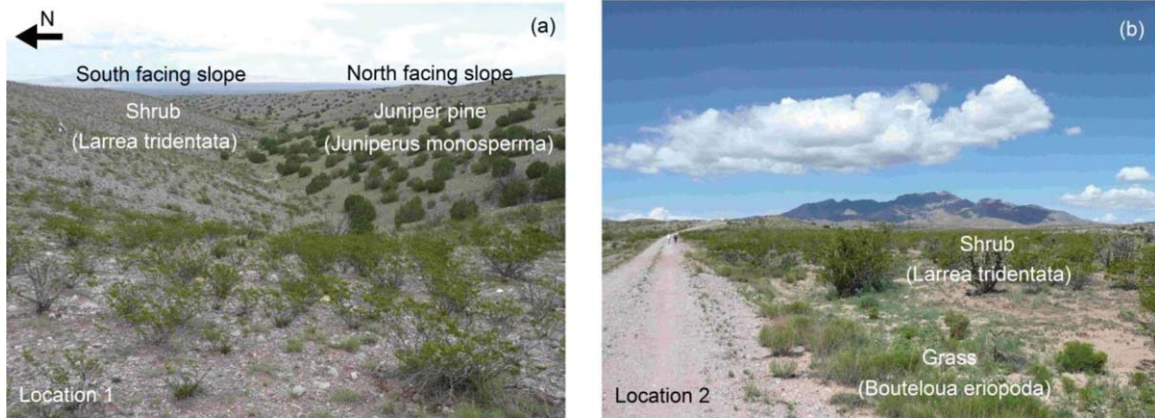 N
(a)
South facing slope
North facing slope
Shrub
(Larrea tridentata)
Juniper pine
(Juniperus monosperma)
Location 1
(b)
Shrub
(Larrea tridentata)
Grass
(Bouteloua eriopoda)
Location 2